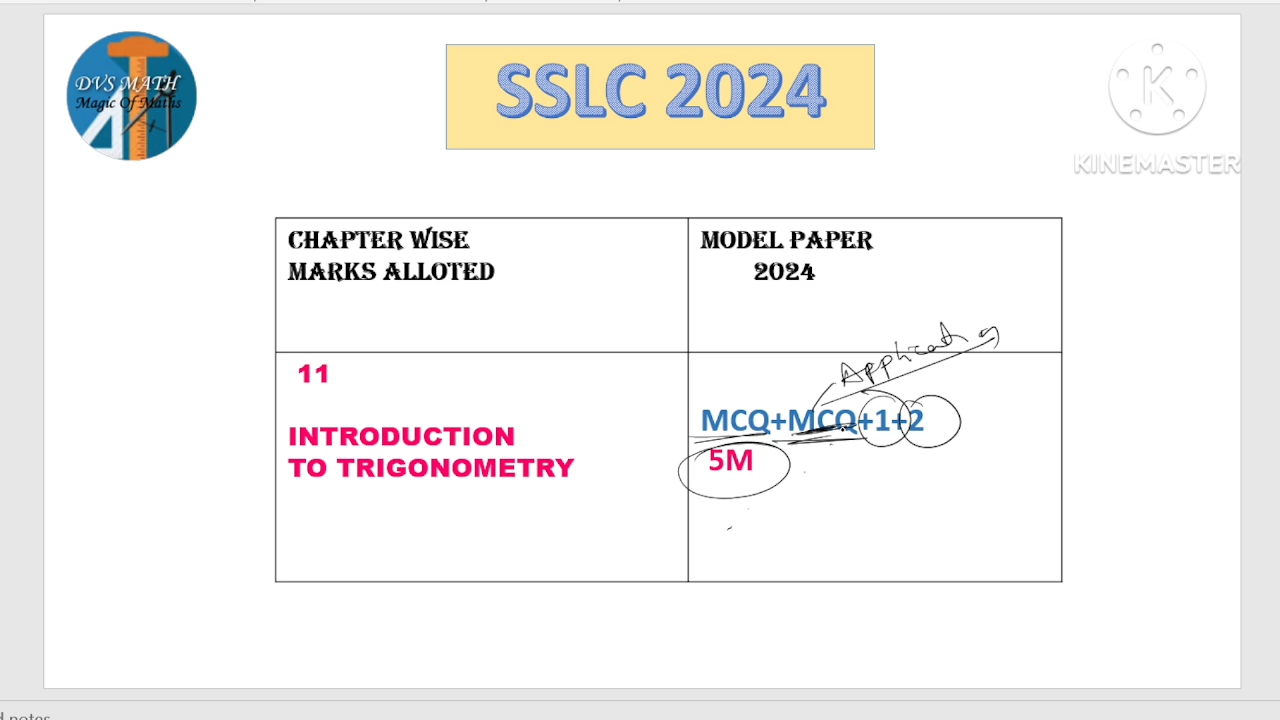 DVS MATH
Magic Of Maths
SSLC 2024
KINEMASTER
CHAPTER WISE
MARKS ALLOTED
MODEL PAPER
2024
11
INTRODUCTION
TO TRIGONOMETRY
MCQ+MCQ+1+2
5M